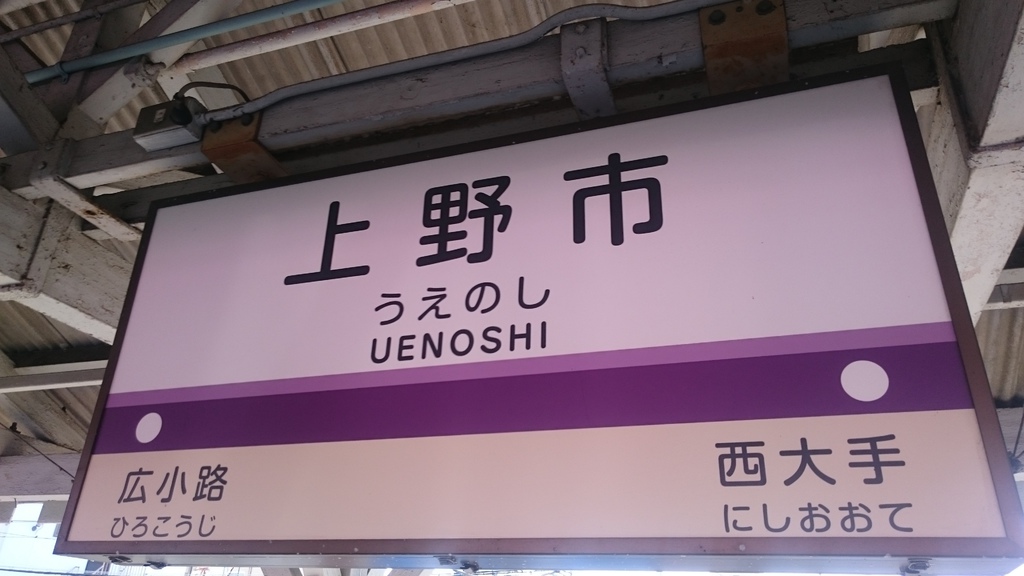 上野市
うえのし
UENOSHI
広小路
ひろこうじ
西大手
にしおおて